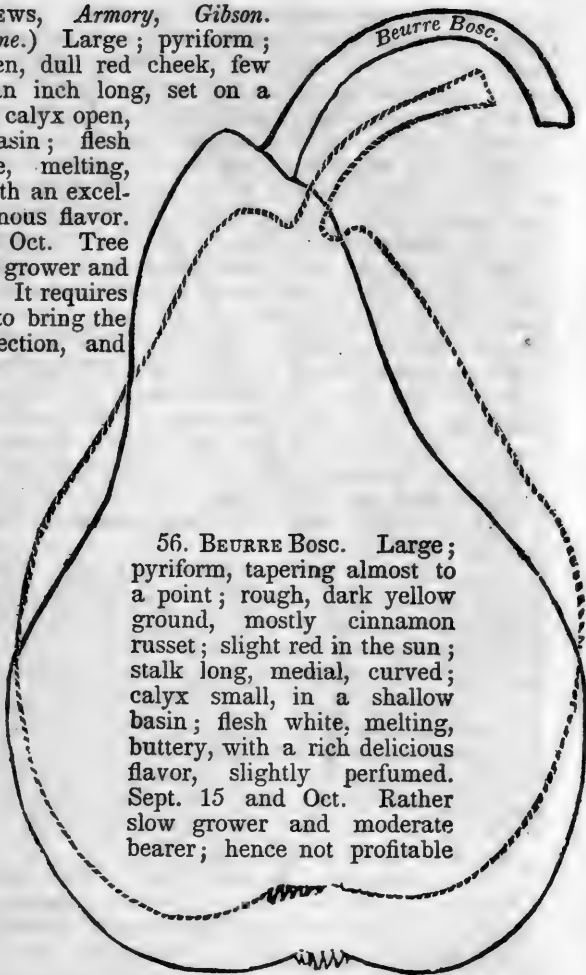 EWS, Armory, Gibson.
me.) Large ; pyriform ;
en, dull red cheek, few
an inch long, set on a
calyx open,
asin ; flesh
e, melting,
th an excel-
nous flavor.
Oct. Tree
grower and
It requires
to bring the
ection, and
Beurre Bosc.
56. BEURRE BOSC. Large ;
pyriform, tapering almost to
a point ; rough, dark yellow
ground, mostly cinnamon
russet ; slight red in the sun ;
stalk long, medial, curved ;
calyx small, in a shallow
basin ; flesh white, melting,
buttery, with a rich delicious
flavor, slightly perfumed.
Sept. 15 and Oct. Rather
slow grower and moderate
bearer ; hence not profitable